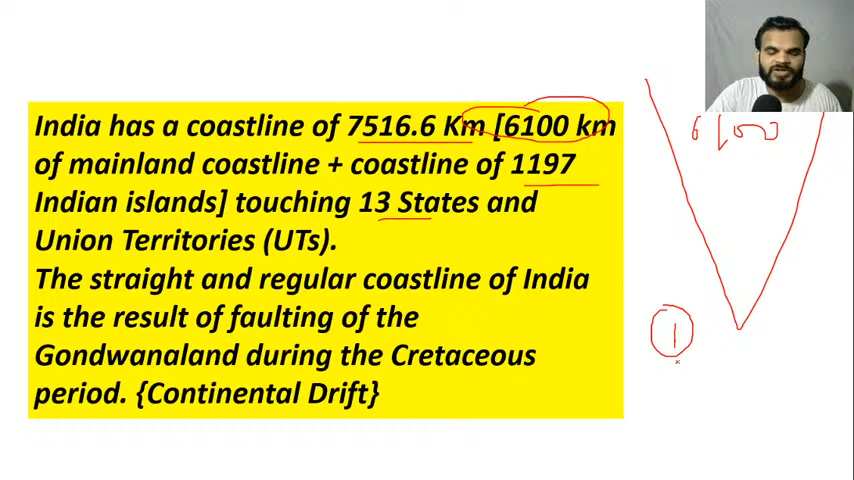 India has a coastline of 7516.6 Km [6100 km
of mainland coastline + coastline of 1197
Indian islands] touching 13 States and
Union Territories (UTs).
The straight and regular coastline of India
is the result of faulting of the
Gondwanaland during the Cretaceous
period. {Continental Drift}
6100
1